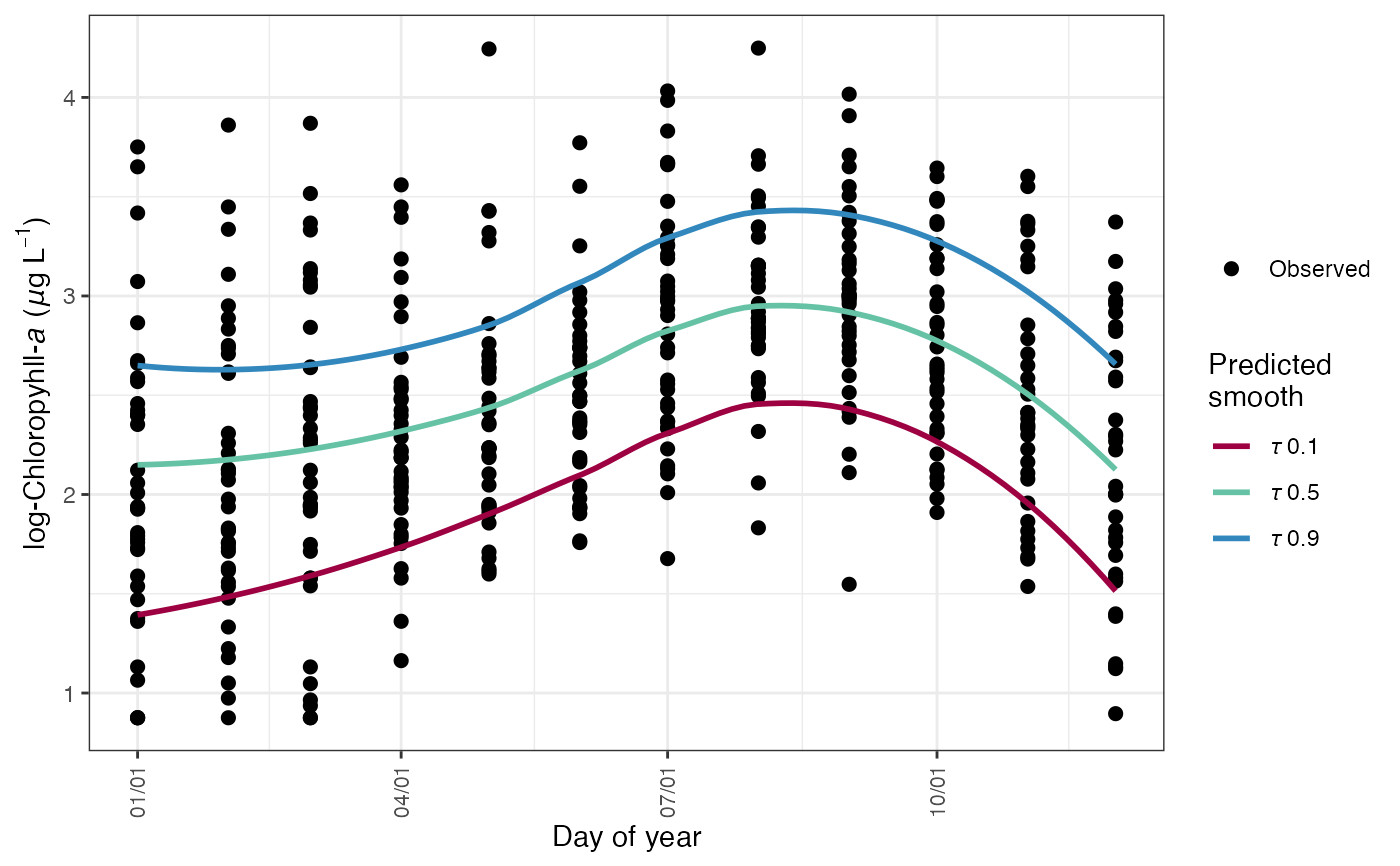 log-Chloropyhll-a (μg L⁻¹)
4
3
2
1
01/01
04/01
07/01
10/01
Day of year
Observed
Predicted
smooth
τ 0.1
τ 0.5
τ 0.9